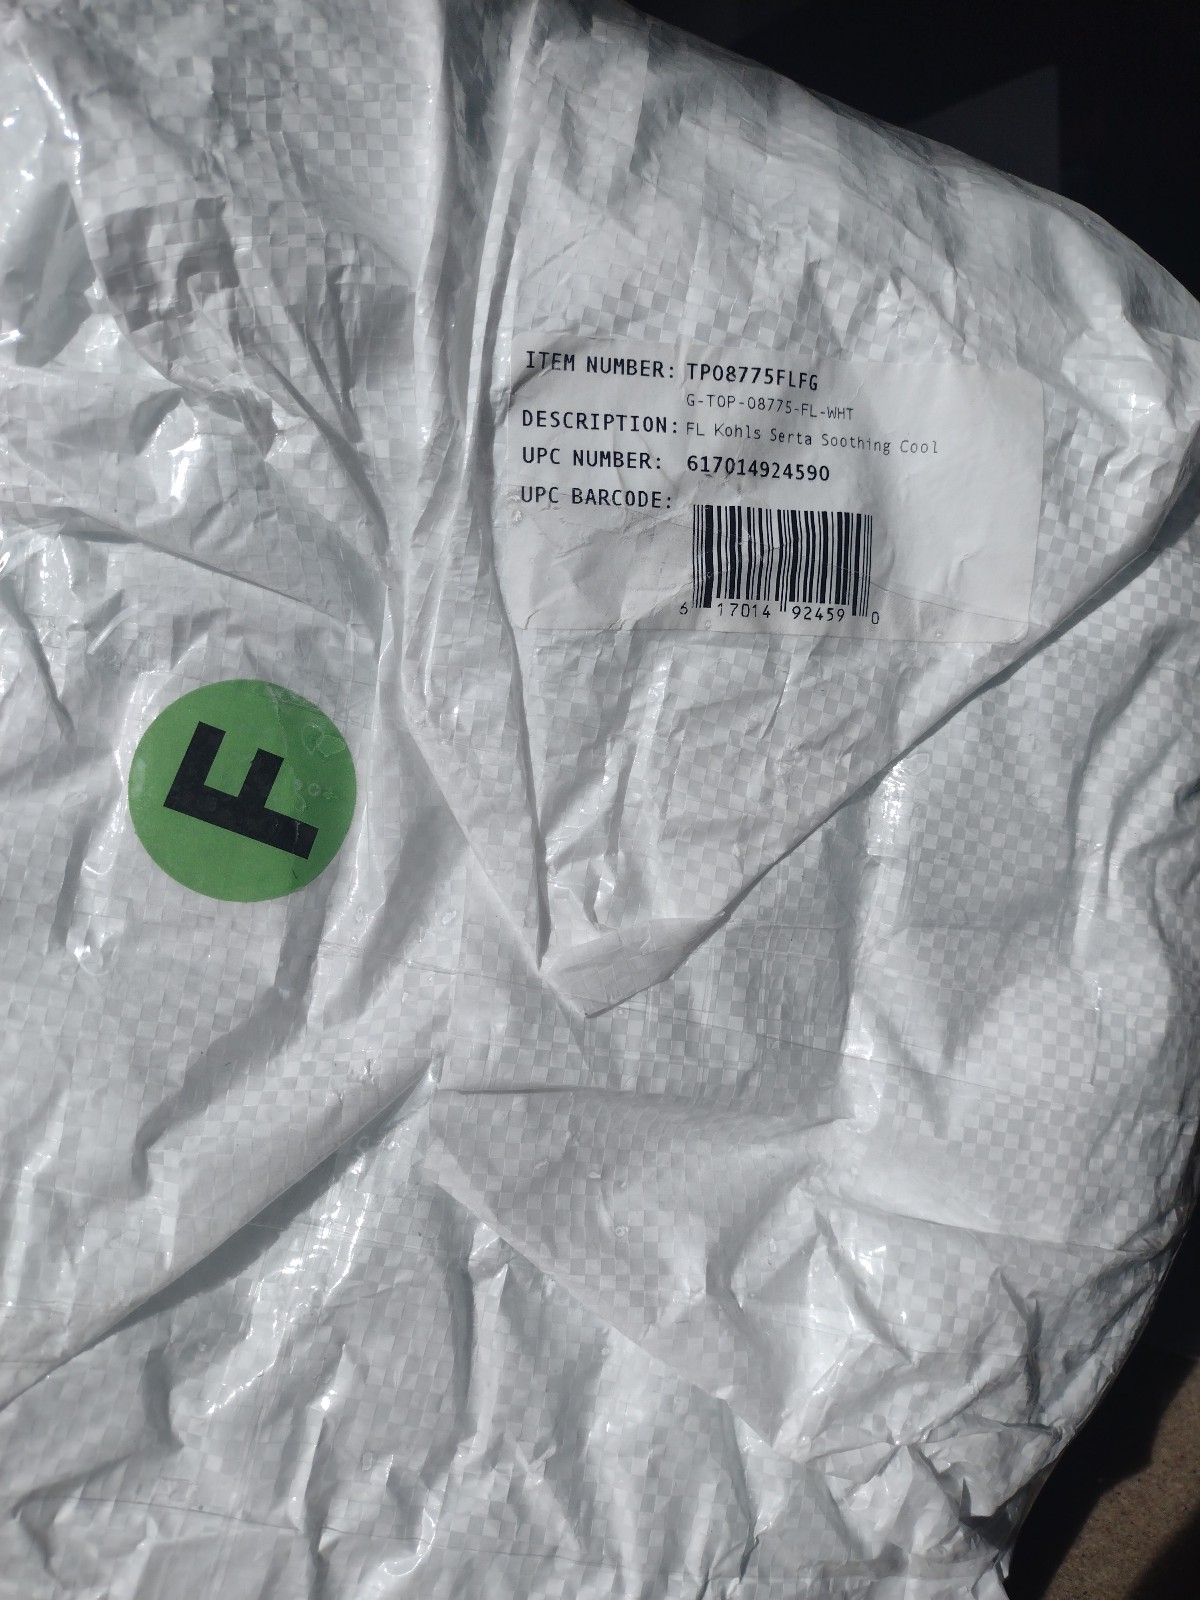 ITEM NUMBER: TP08775FLFG
G-TOP-08775-FL-WHT
DESCRIPTION: FL Kohls Serta Soothing Cool
UPC NUMBER: 617014924590
UPC BARCODE:
6 17014 92459 0
F